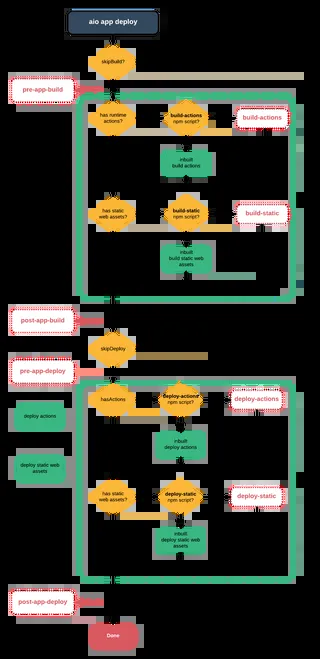 aio app deploy
skipBuild?
pre-app-build
has runtime
actions?
build-actions
npm script?
build-actions
inbuilt
build actions
has static
web assets?
build-static
npm script?
build-static
inbuilt
build static web
assets
post-app-build
skipDeploy
pre-app-deploy
hasActions
deploy-actions
npm script?
deploy-actions
deploy actions
inbuilt
deploy actions
deploy static web
assets
has static
web assets?
deploy-static
npm script?
deploy-static
inbuilt
deploy static web
assets
post-app-deploy
Done